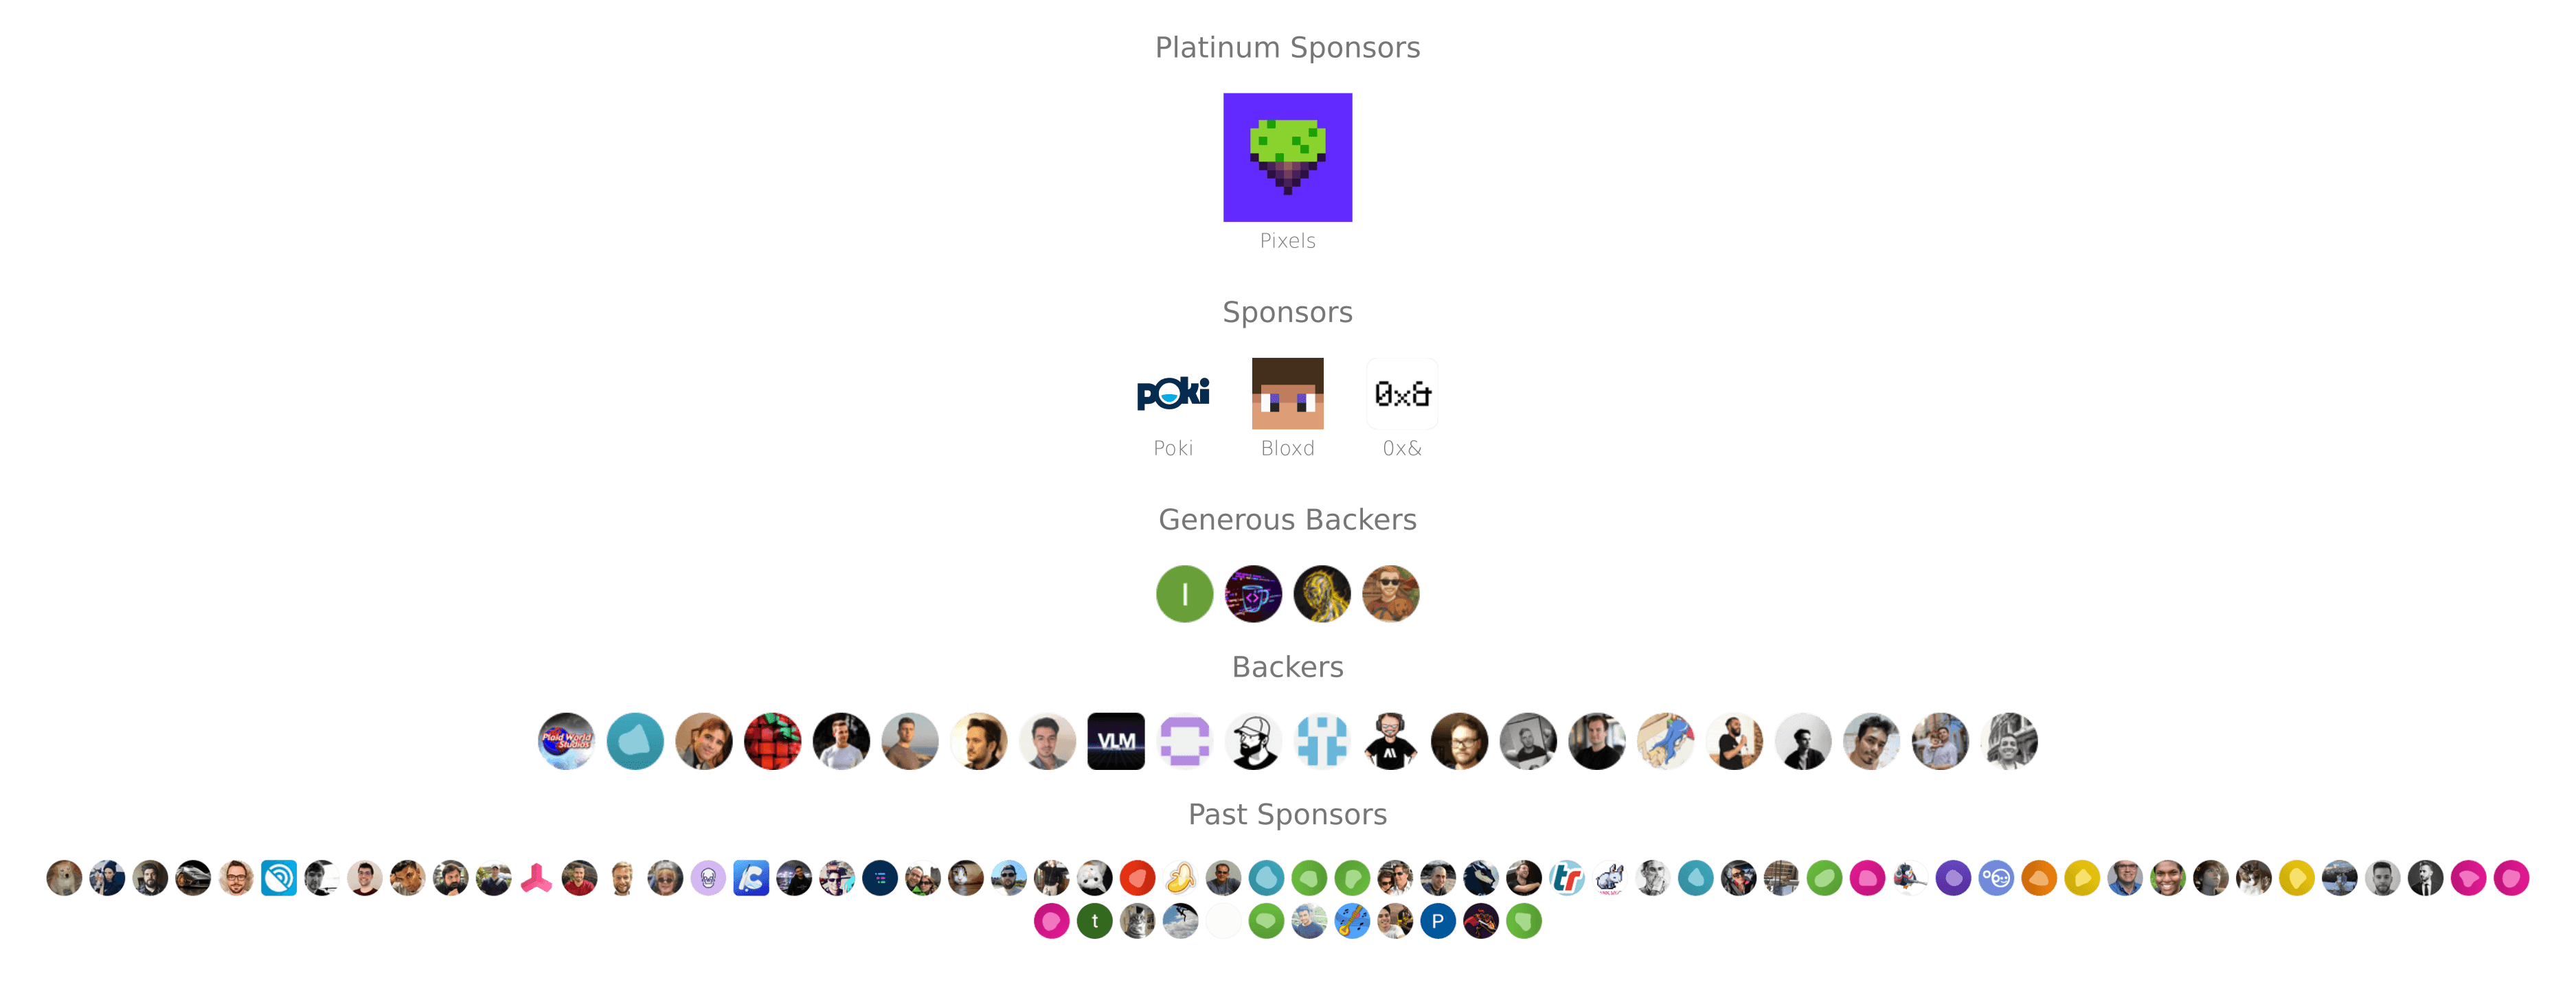 Platinum Sponsors
Pixels
Sponsors
poki
0x&
Poki Bloxd 0x&
Generous Backers
I
<>
Backers
Plaid World
Studios
VLM
AI
Past Sponsors
C
tr
t
P